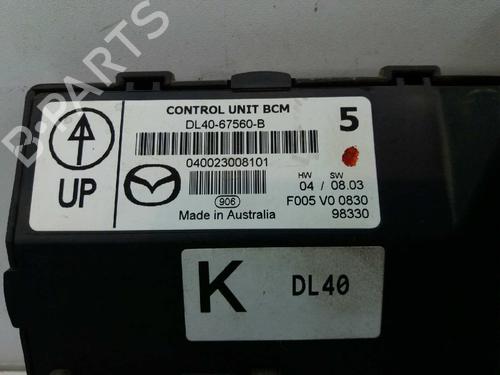 B-PARTS
CONTROL UNIT BCM
DL40-67560-B
5
040023008101
UP
HW SW
04 / 08.03
906
F005 V0 0830
Made in Australia
98330
K
DL40